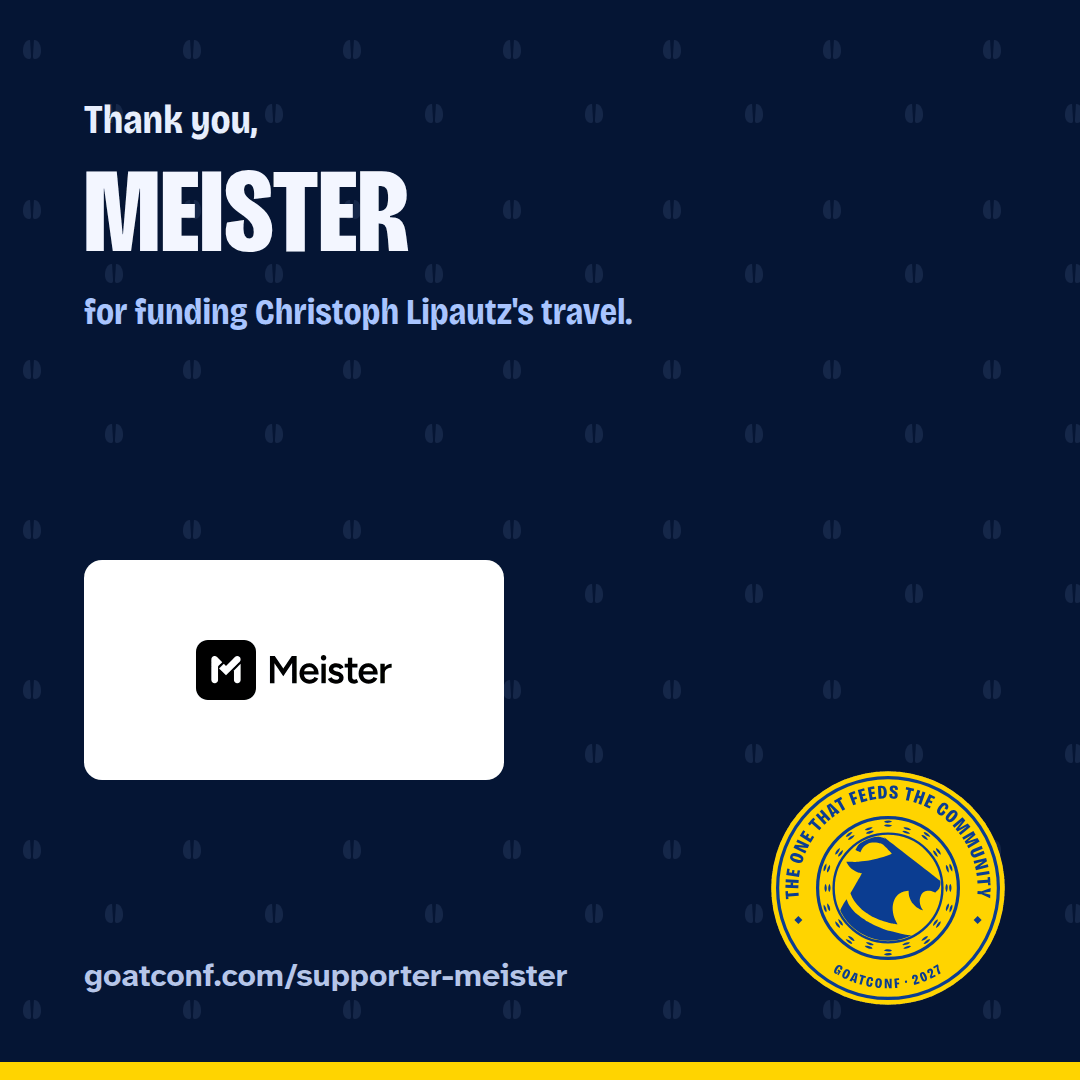 Thank you,
MEISTER
for funding Christoph Lipautz's travel.
Meister
THE ONE THAT FEEDS THE COMMUNITY
GOATCONF · 2027
goatconf.com/supporter-meister